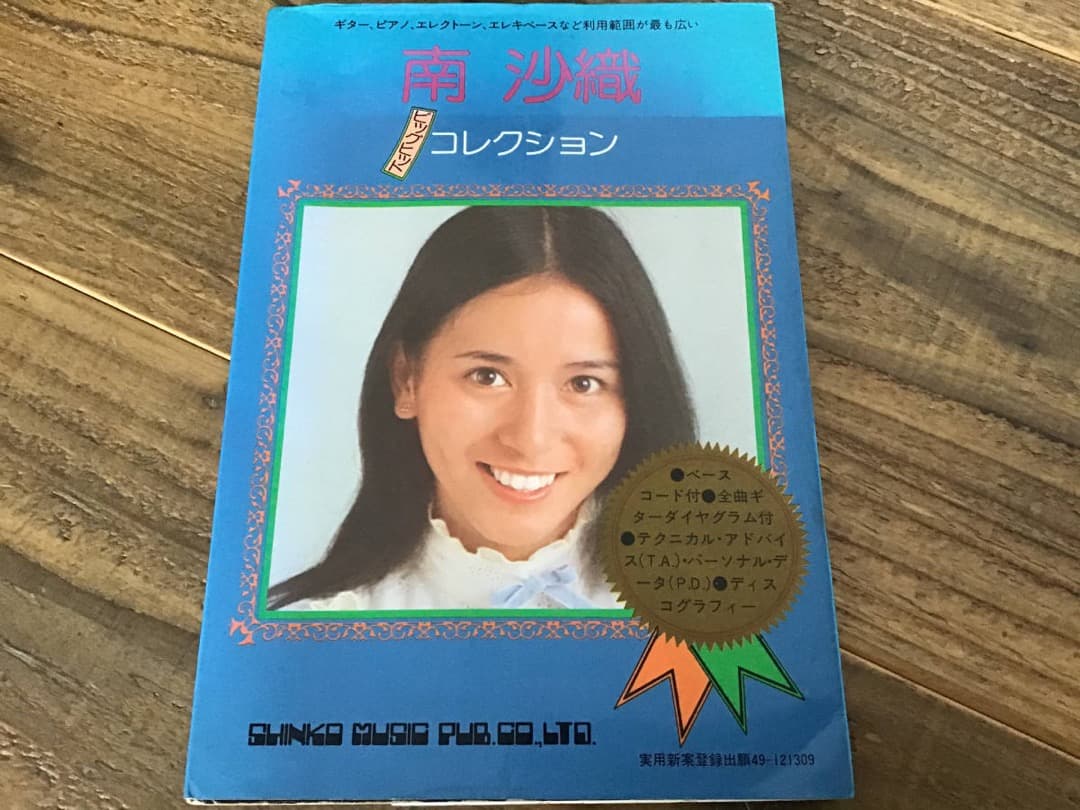 ギター、ピアノ、エレクトーン、エレキベースなど利用範囲が最も広い
南 沙織
ビッグヒット
コレクション
●ベース
コード付●全曲ギ
ターダイヤグラム付
●テクニカル・アドバイ
ス(T.A.)・パーソナル・デ
ータ(P.D.)●ディス
コグラフィー
SHINKO MUSIC PUB.CO.,LTD.
実用新案登録出願49-121309